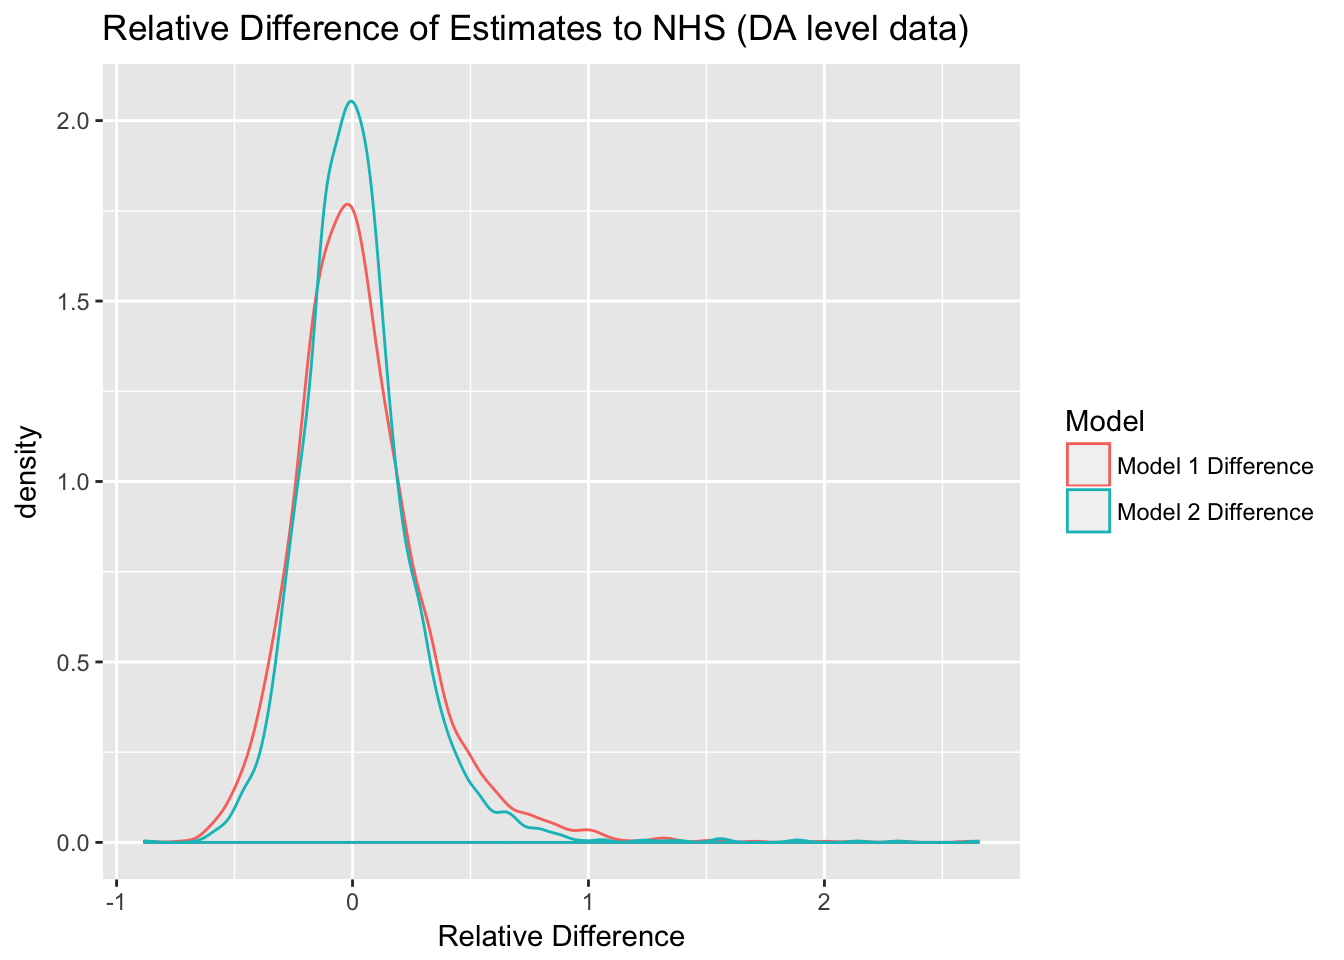 Relative Difference of Estimates to NHS (DA level data)
2.0
1.5
1.0
0.5
0.0
density
-1
0
1
2
Relative Difference
Model
Model 1 Difference
Model 2 Difference